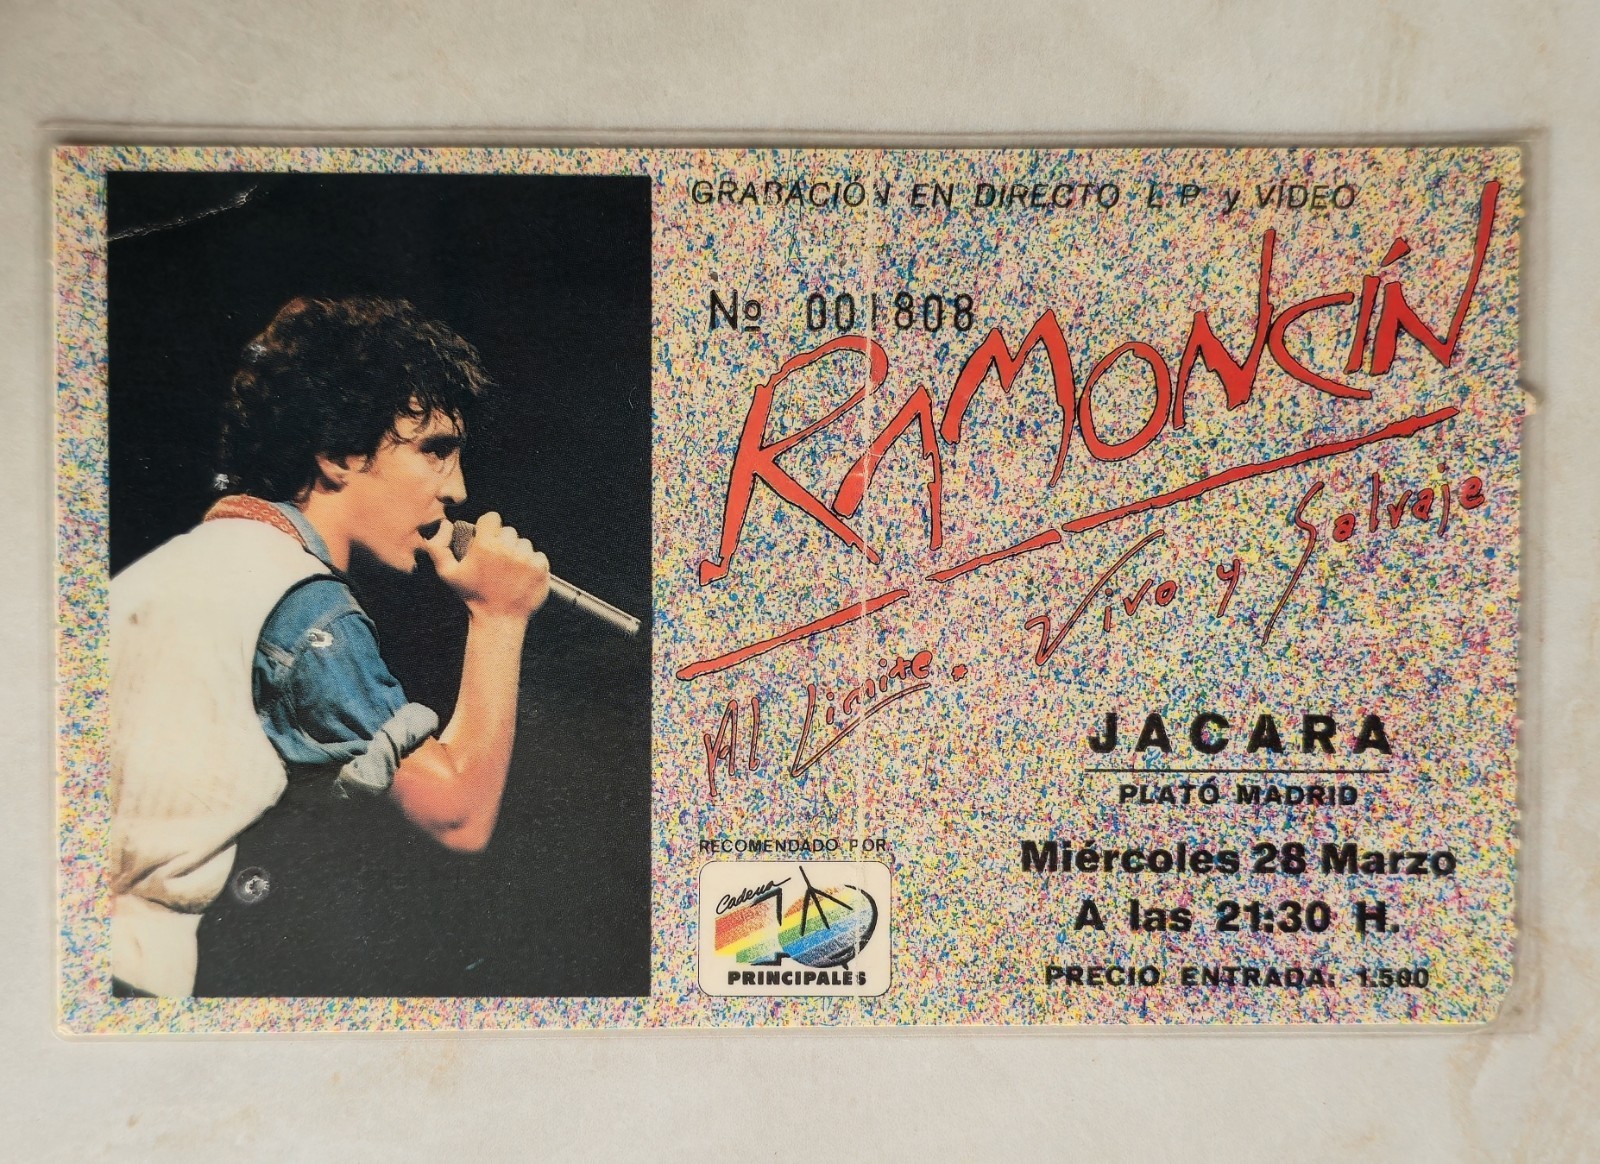 GRABACIÓN EN DIRECTO L P y VÍDEO
Nº 001808
RAMONCÍN
Al Límite. Vivo y Salvaje
JACARA
PLATÓ MADRID
Miércoles 28 Marzo
A las 21:30 H.
PRECIO ENTRADA: 1.500
RECOMENDADO POR:
Cadena
40
PRINCIPALES